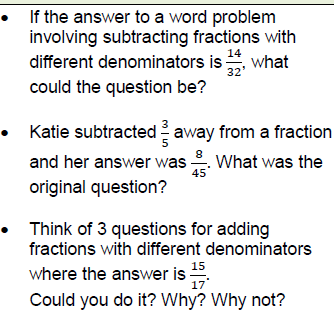 • If the answer to a word problem
involving subtracting fractions with
different denominators is 14/32, what
could the question be?
• Katie subtracted 3/5 away from a fraction
and her answer was 8/45. What was the
original question?
• Think of 3 questions for adding
fractions with different denominators
where the answer is 15/17.
Could you do it? Why? Why not?